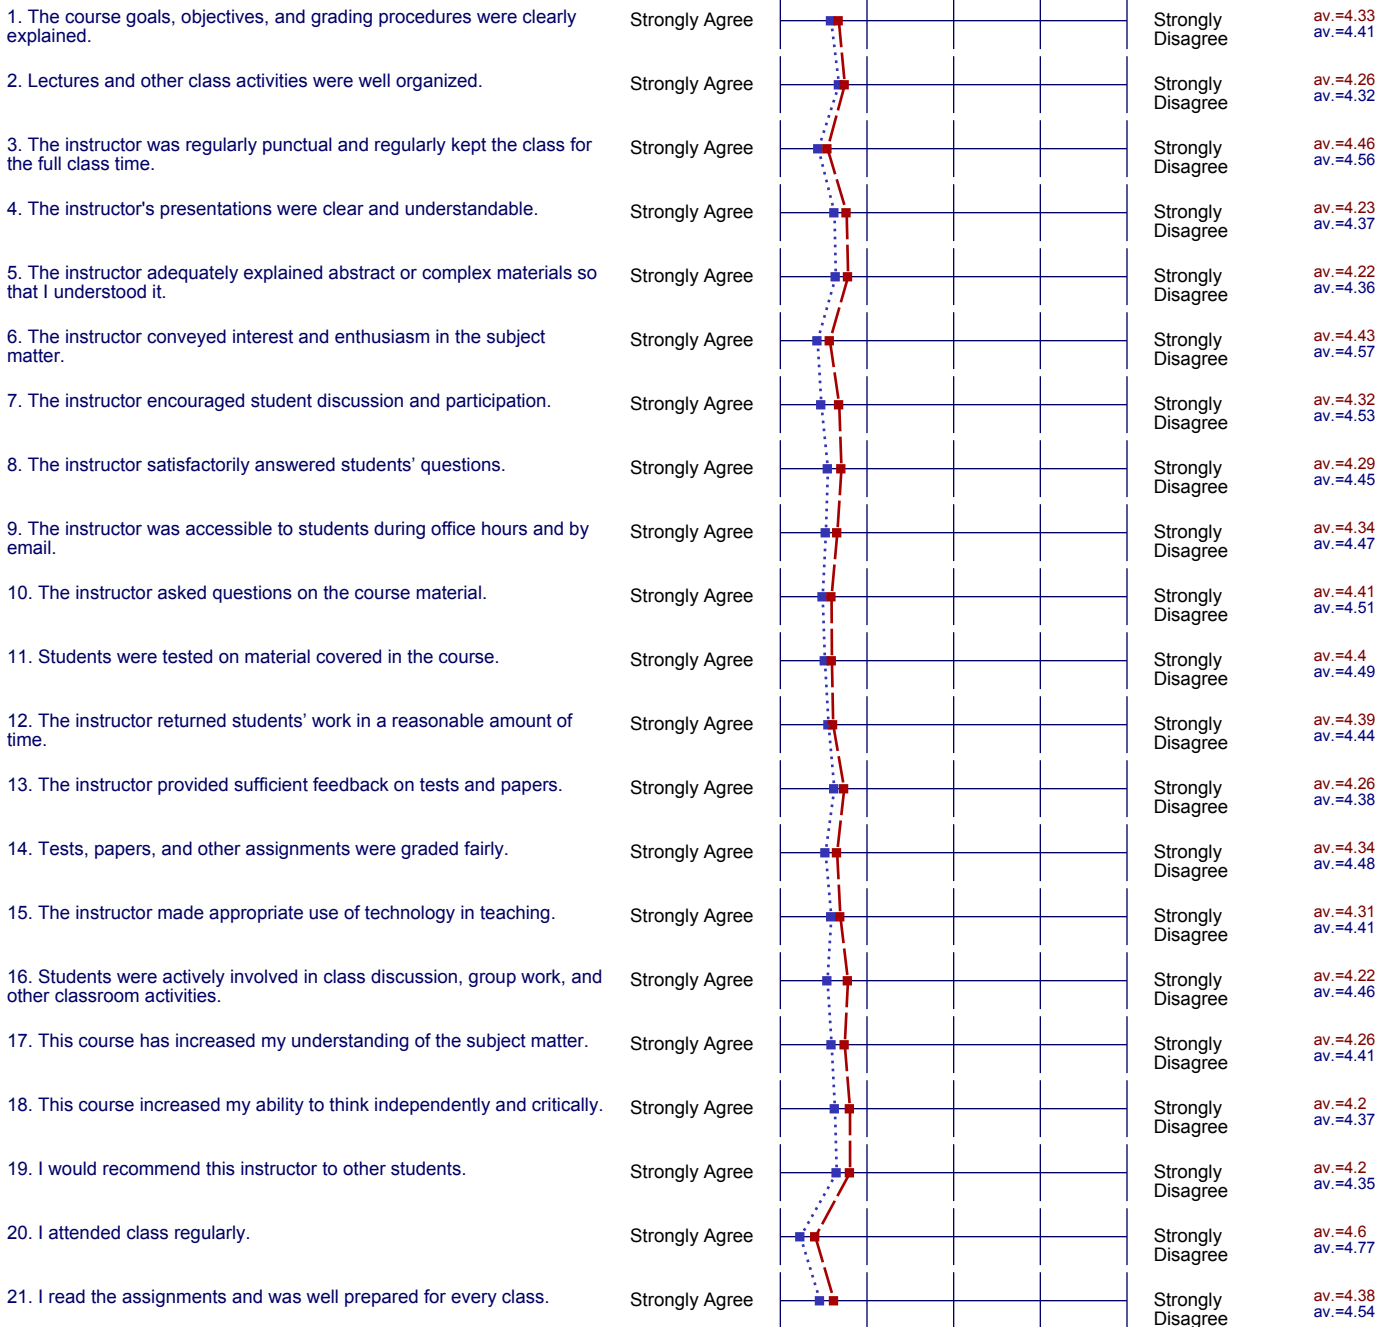 1. The course goals, objectives, and grading procedures were clearly
explained.
Strongly Agree
Strongly
Disagree
av.=4.33
av.=4.41
2. Lectures and other class activities were well organized.
Strongly Agree
Strongly
Disagree
av.=4.26
av.=4.32
3. The instructor was regularly punctual and regularly kept the class for
the full class time.
Strongly Agree
Strongly
Disagree
av.=4.46
av.=4.56
4. The instructor's presentations were clear and understandable.
Strongly Agree
Strongly
Disagree
av.=4.23
av.=4.37
5. The instructor adequately explained abstract or complex materials so
that I understood it.
Strongly Agree
Strongly
Disagree
av.=4.22
av.=4.36
6. The instructor conveyed interest and enthusiasm in the subject
matter.
Strongly Agree
Strongly
Disagree
av.=4.43
av.=4.57
7. The instructor encouraged student discussion and participation.
Strongly Agree
Strongly
Disagree
av.=4.32
av.=4.53
8. The instructor satisfactorily answered students’ questions.
Strongly Agree
Strongly
Disagree
av.=4.29
av.=4.45
9. The instructor was accessible to students during office hours and by
email.
Strongly Agree
Strongly
Disagree
av.=4.34
av.=4.47
10. The instructor asked questions on the course material.
Strongly Agree
Strongly
Disagree
av.=4.41
av.=4.51
11. Students were tested on material covered in the course.
Strongly Agree
Strongly
Disagree
av.=4.4
av.=4.49
12. The instructor returned students’ work in a reasonable amount of
time.
Strongly Agree
Strongly
Disagree
av.=4.39
av.=4.44
13. The instructor provided sufficient feedback on tests and papers.
Strongly Agree
Strongly
Disagree
av.=4.26
av.=4.38
14. Tests, papers, and other assignments were graded fairly.
Strongly Agree
Strongly
Disagree
av.=4.34
av.=4.48
15. The instructor made appropriate use of technology in teaching.
Strongly Agree
Strongly
Disagree
av.=4.31
av.=4.41
16. Students were actively involved in class discussion, group work, and
other classroom activities.
Strongly Agree
Strongly
Disagree
av.=4.22
av.=4.46
17. This course has increased my understanding of the subject matter.
Strongly Agree
Strongly
Disagree
av.=4.26
av.=4.41
18. This course increased my ability to think independently and critically.
Strongly Agree
Strongly
Disagree
av.=4.2
av.=4.37
19. I would recommend this instructor to other students.
Strongly Agree
Strongly
Disagree
av.=4.2
av.=4.35
20. I attended class regularly.
Strongly Agree
Strongly
Disagree
av.=4.6
av.=4.77
21. I read the assignments and was well prepared for every class.
Strongly Agree
Strongly
Disagree
av.=4.38
av.=4.54